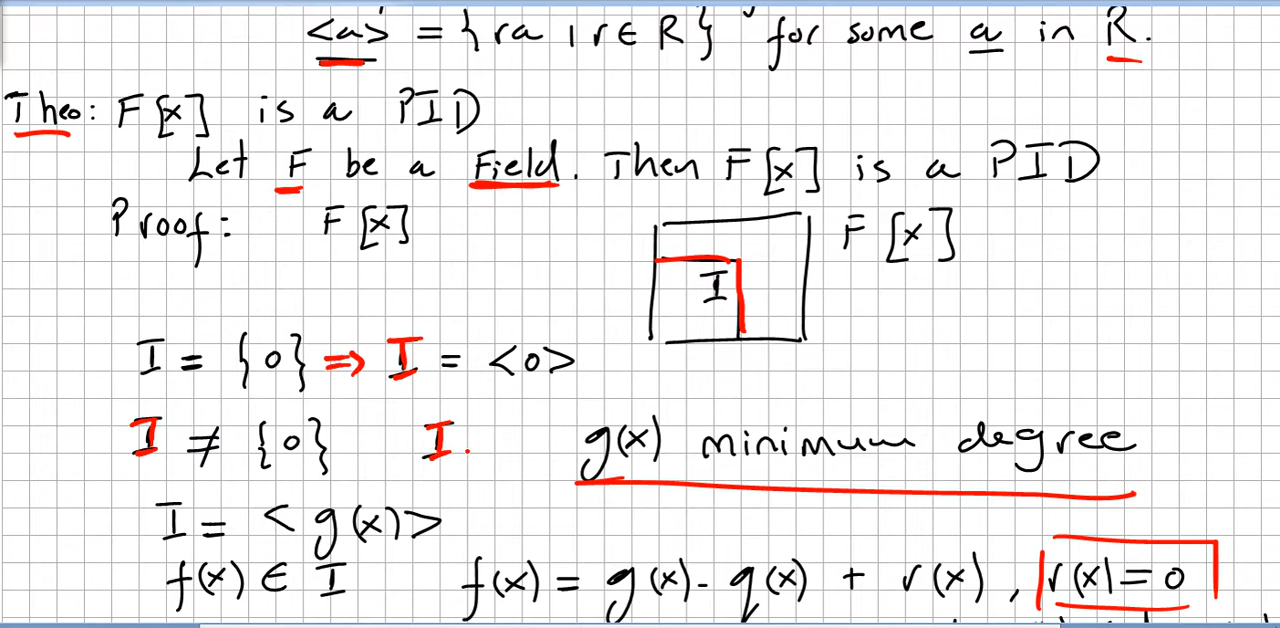 <a> = {ra | r ∈ R}, for some a in R.
Theo: F[x] is a PID
Let F be a Field. Then F[x] is a PID
Proof: F[x] F[x]
I
I = {0} ⇒ I = <0>
I ≠ {0} I. g(x) minimum degree
I = <g(x)>
f(x) ∈ I f(x) = g(x)·q(x) + r(x), r(x) = 0